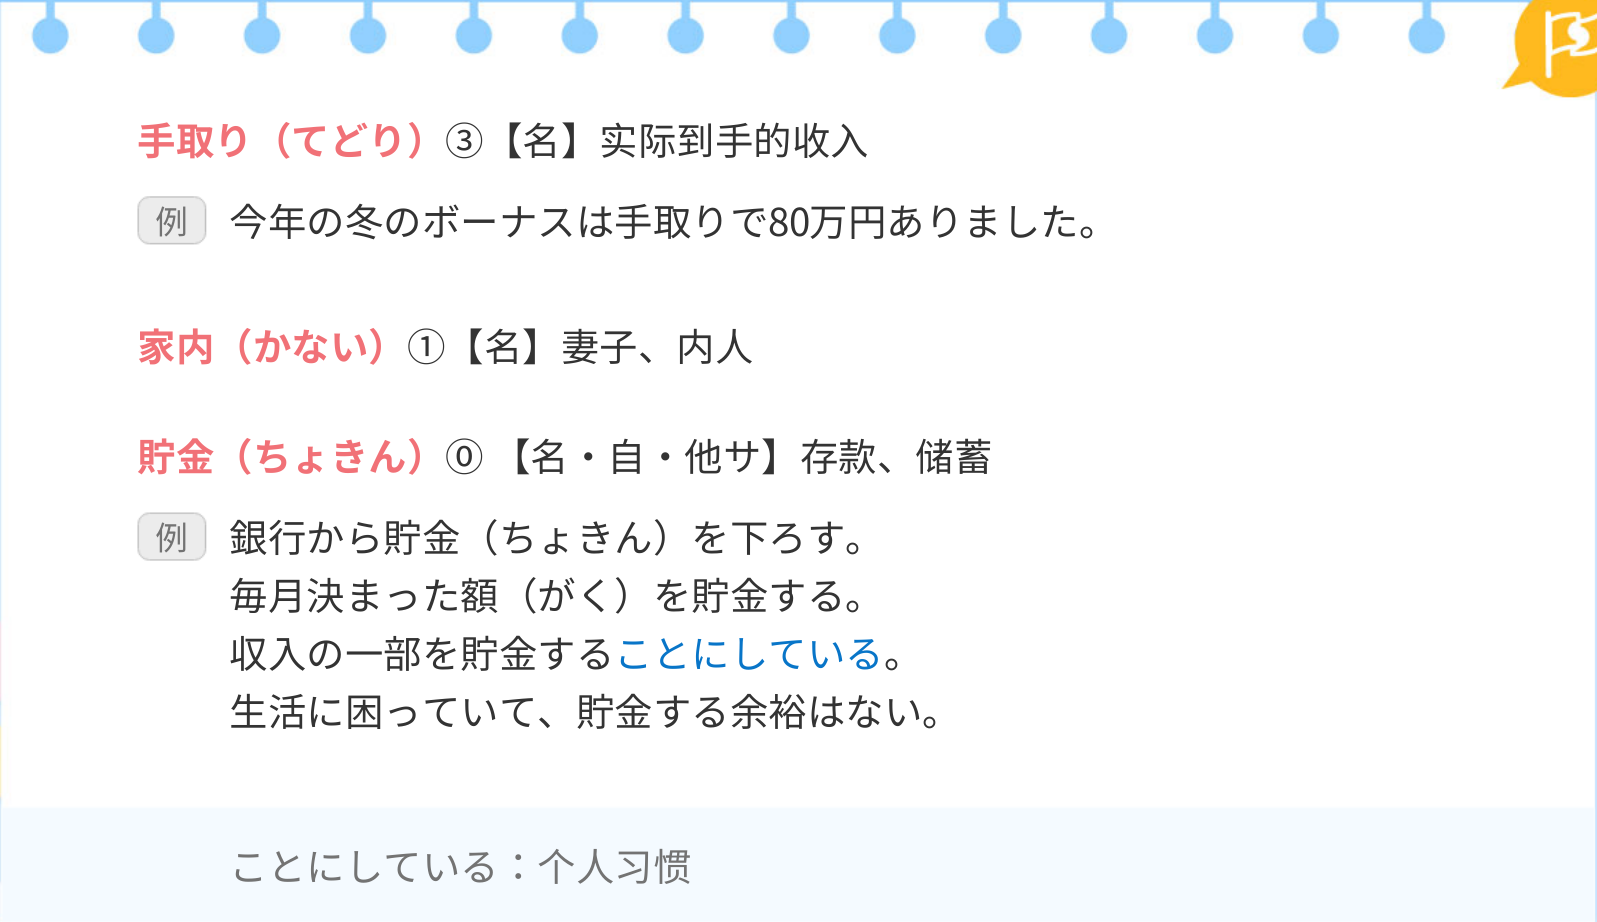 手取り（てどり）③【名】实际到手的收入
例 今年の冬のボーナスは手取りで80万円ありました。
家内（かない）①【名】妻子、内人
貯金（ちょきん）⓪ 【名・自・他サ】存款、储蓄
例 銀行から貯金（ちょきん）を下ろす。
毎月決まった額（がく）を貯金する。
収入の一部を貯金することにしている。
生活に困っていて、貯金する余裕はない。
ことにしている：个人习惯